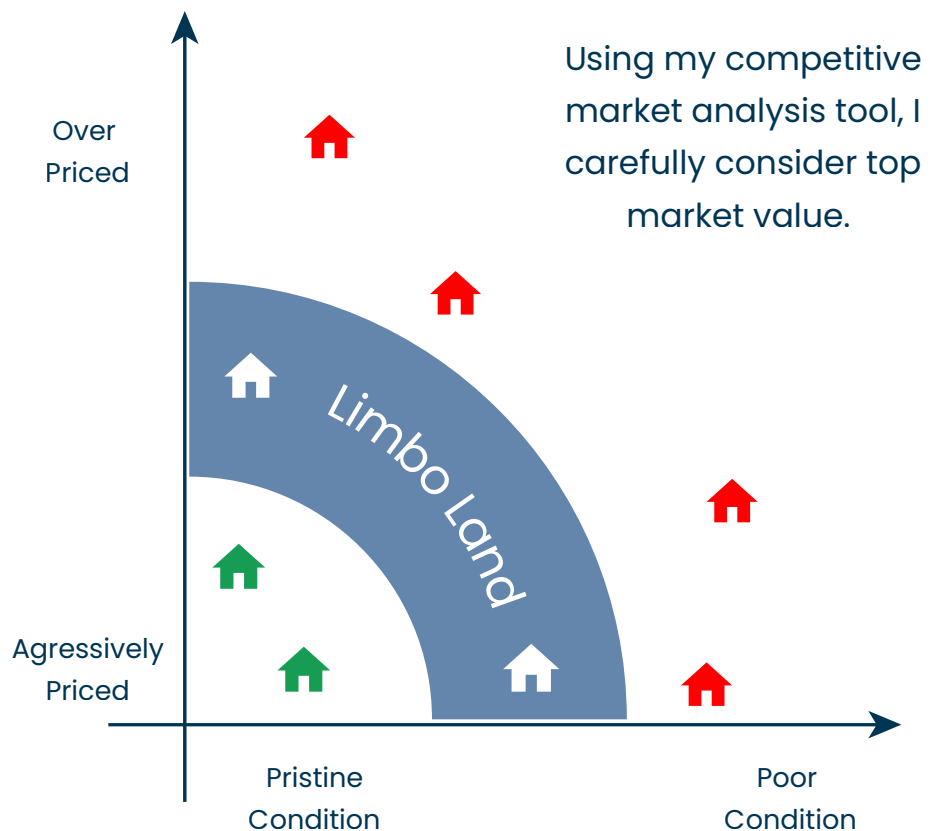 Using my competitive
market analysis tool, I
carefully consider top
market value.
Over
Priced
Limbo Land
Agressively
Priced
Pristine
Condition
Poor
Condition